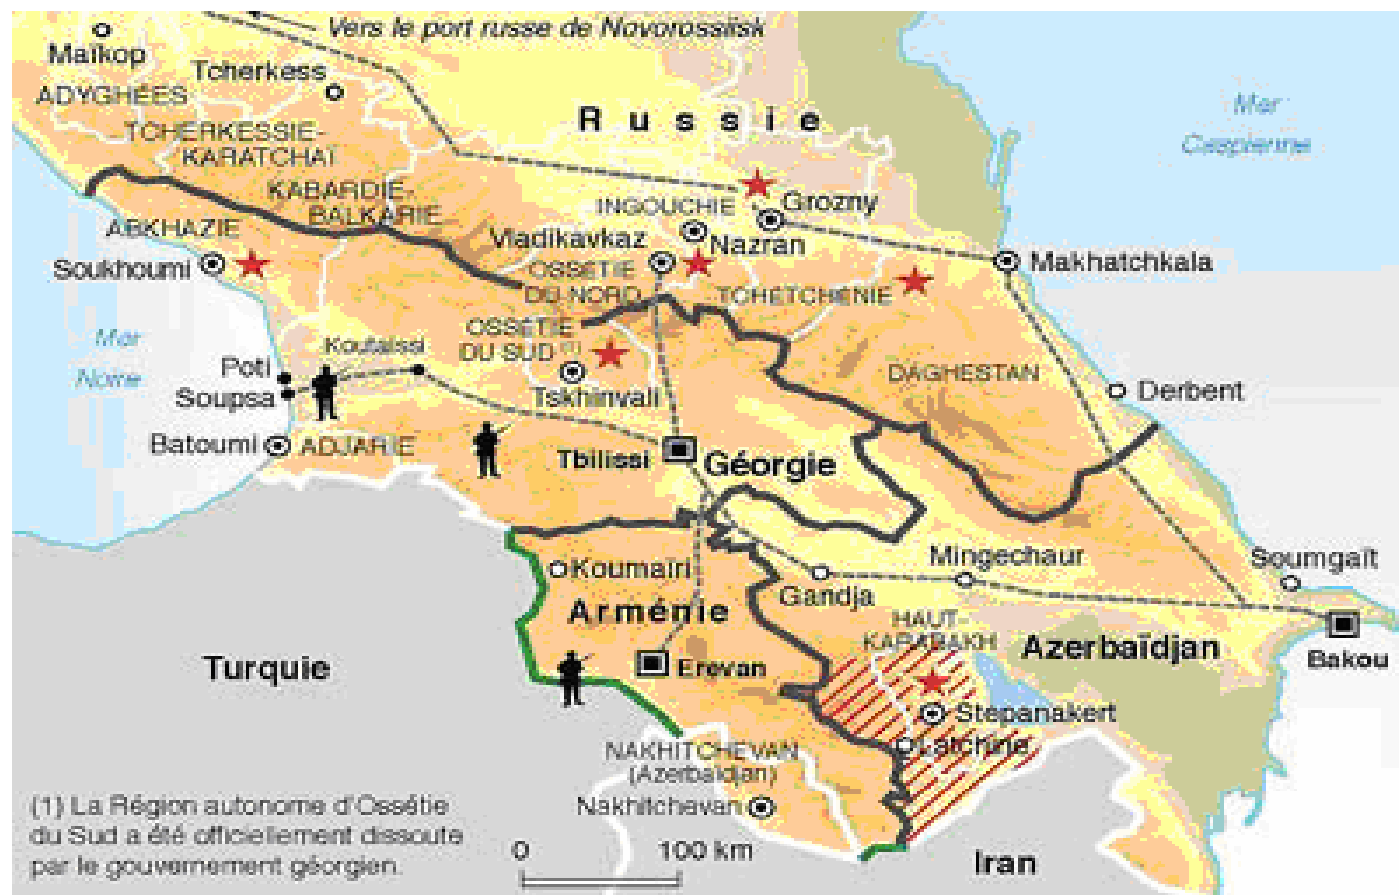 Vers le port russe de Novorossiisk
Maïkop
Tcherkess
ADYGHÉES
Russie
Mer
Caspienne
TCHERKESSIE-
KARATCHAÏ
KABARDIE-
BALKARIE
INGOUCHIE
Grozny
ABKHAZIE
Vladikavkaz
Nazran
Soukhoumi
Makhatchkala
OSSÉTIE
DU NORD
TCHÉTCHÉNIE
OSSÉTIE
DU SUD (1)
Mer
Noire
Koutaïssi
Poti
Soupsa
Tskhinvali
DAGHESTAN
Derbent
Batoumi
ADJARIE
Tbilissi
Géorgie
Koumaïri
Mingechaur
Soumgaït
Gandja
Arménie
HAUT-
KARABAKH
Azerbaïdjan
Turquie
Erevan
Bakou
Stepanakert
Latchine
NAKHITCHEVAN
(Azerbaïdjan)
Nakhitchevan
(1) La Région autonome d'Ossétie
du Sud a été officiellement dissoute
par le gouvernement géorgien.
0 100 km
Iran